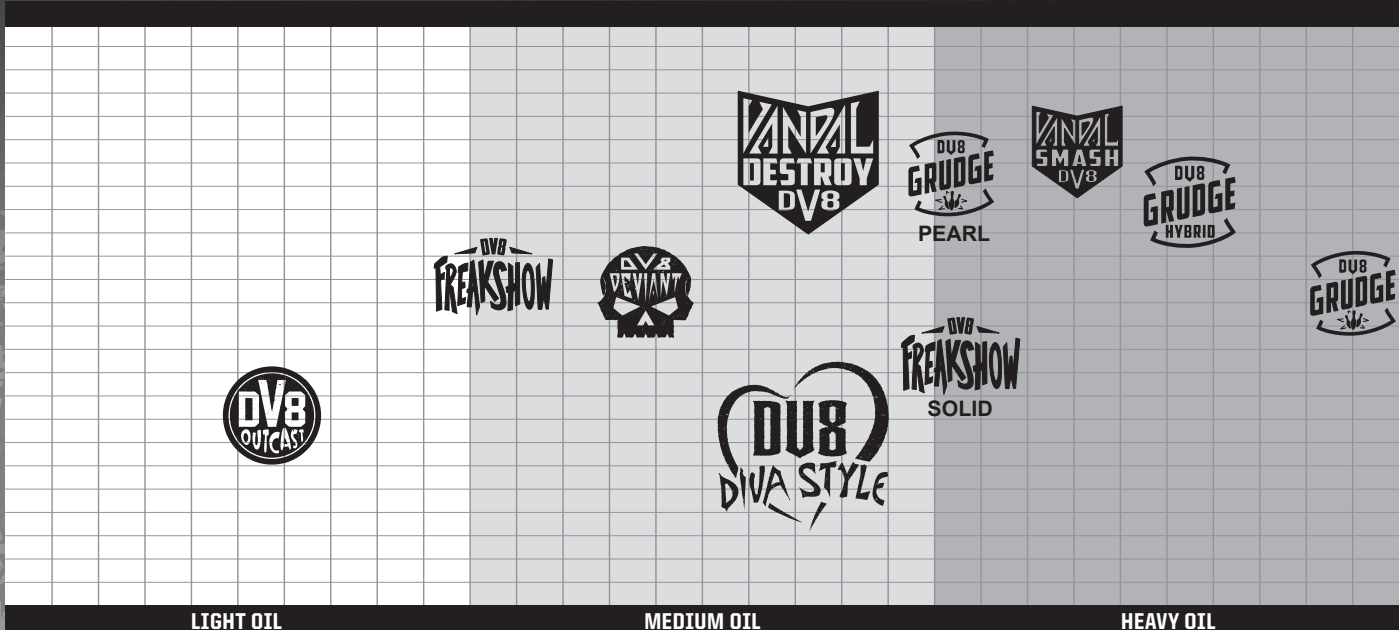 VANDAL
DESTROY
DV8
DV8
GRUDGE
PEARL
VANDAL
SMASH
DV8
DV8
GRUDGE
HYBRID
DV8
FREAKSHOW
DV8
DEVIANT
DV8
GRUDGE
DV8
FREAKSHOW
SOLID
DV8
OUTCAST
DV8
DIVA STYLE
LIGHT OIL
MEDIUM OIL
HEAVY OIL